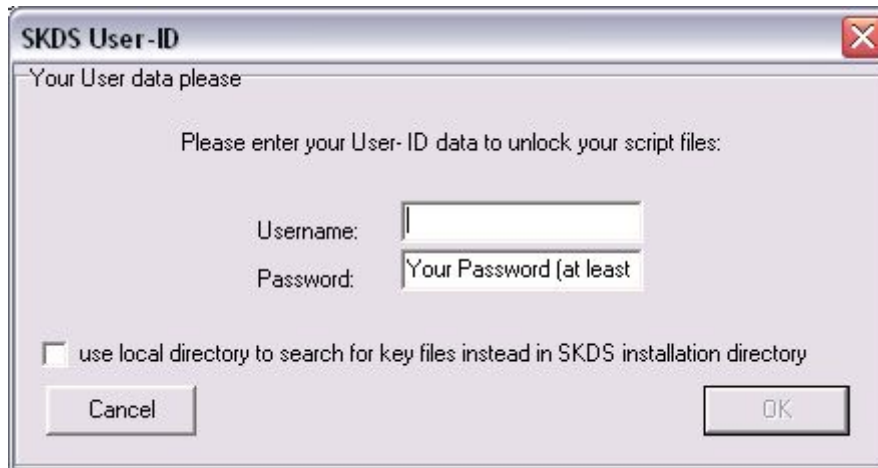 SKDS User-ID
Your User data please
Please enter your User- ID data to unlock your script files:
Username:
Password: Your Password (at least
use local directory to search for key files instead in SKDS installation directory
Cancel OK